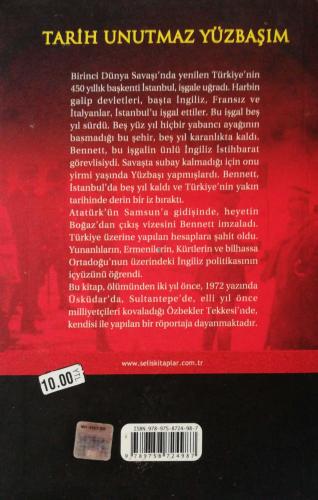 TARİH UNUTMAZ YÜZBAŞIM
Birinci Dünya Savaşı'nda yenilen Türkiye'nin
450 yıllık başkenti İstanbul, işgale uğradı. Harbin
galip devletleri, başta İngiliz, Fransız ve
İtalyanlar, İstanbul'u işgal ettiler. Bu işgal beş
yıl sürdü. Beş yüz yıl hiçbir yabancı ayağının
basmadığı bu şehir, beş yıl karanlıkta kaldı.
Bennett, bu işgalin ünlü İngiliz İstihbarat
görevlisiydi. Savaşta subay kalmadığı için onu
yirmi yaşında Yüzbaşı yapmışlardı. Bennett,
İstanbul'da beş yıl kaldı ve Türkiye'nin yakın
tarihinde derin bir iz bıraktı.
Atatürk'ün Samsun'a gidişinde, heyetin
Boğaz'dan çıkış vizesini Bennett imzaladı.
Türkiye üzerine yapılan hesaplara şahit oldu.
Yunanlıların, Ermenilerin, Kürtlerin ve bilhassa
Ortadoğu'nun üzerindeki İngiliz politikasının
içyüzünü öğrendi.
Bu kitap, ölümünden iki yıl önce, 1972 yazında
Üsküdar'da, Sultantepe'de, elli yıl önce
milliyetçileri kovaladığı Özbekler Tekkesi'nde,
kendisi ile yapılan bir röportaja dayanmaktadır.
www.seliskitaplar.com.tr
10.00
YTL
ISBN 978-975-8724-98-7
9 789758 724987